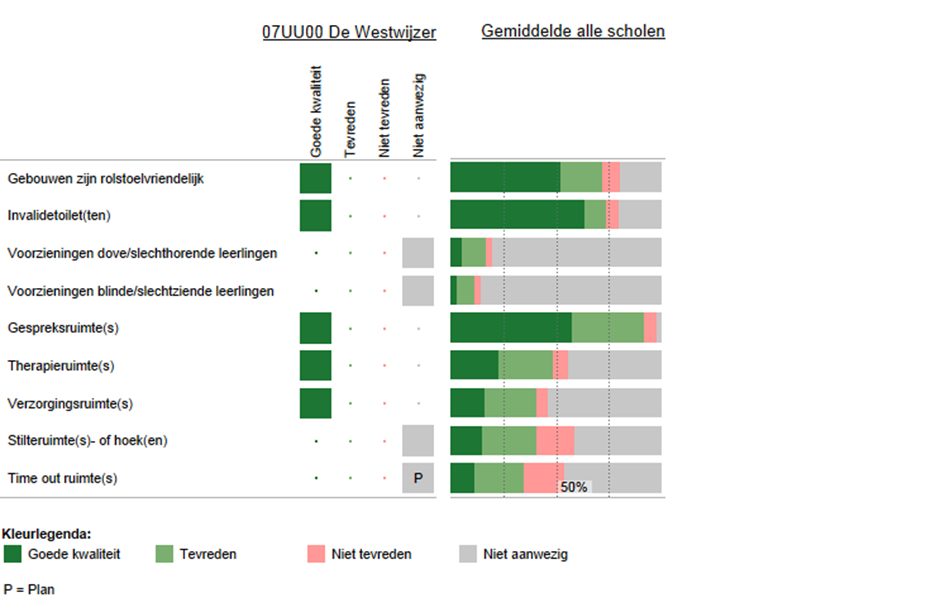 07UU00 De Westwijzer
Gemiddelde alle scholen
Goede kwaliteit
Tevreden
Niet tevreden
Niet aanwezig
Gebouwen zijn rolstoelvriendelijk
Invalidetoilet(ten)
Voorzieningen dove/slechthorende leerlingen
Voorzieningen blinde/slechtziende leerlingen
Gespreksruimte(s)
Therapieruimte(s)
Verzorgingsruimte(s)
Stilteruimte(s)- of hoek(en)
Time out ruimte(s)
P
50%
Kleurlegenda:
Goede kwaliteit
Tevreden
Niet tevreden
Niet aanwezig
P = Plan